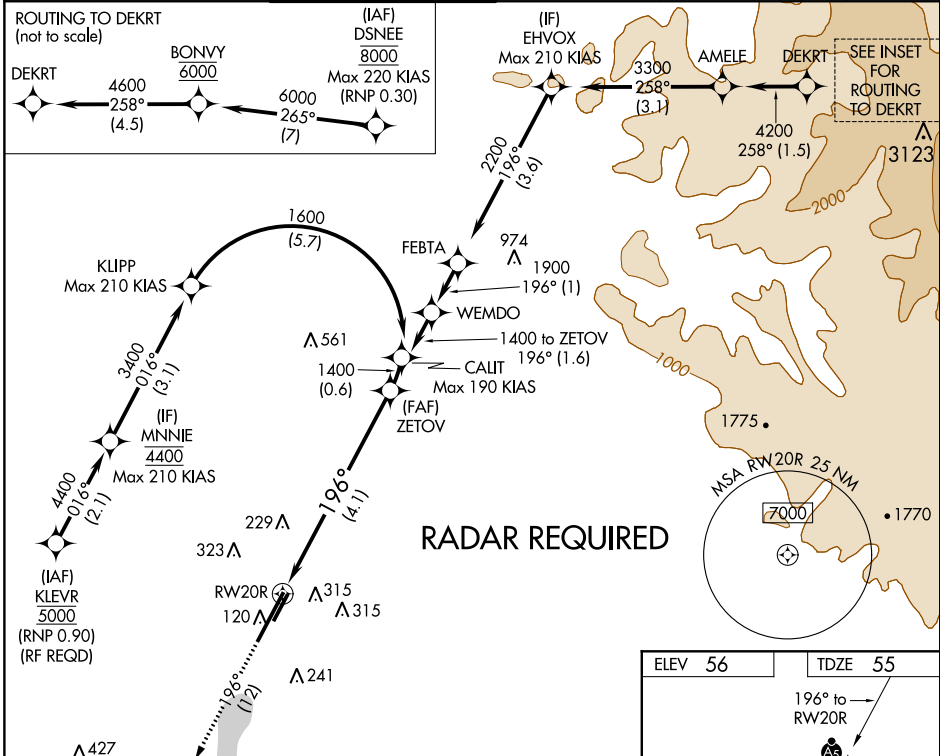 ROUTING TO DEKRT
(not to scale)
DEKRT
4600
258°
(4.5)
BONVY
6000
6000
265°
(7)
(IAF)
DSNEE
8000
Max 220 KIAS
(RNP 0.30)
(IF)
EHVOX
Max 210 KIAS
3300
258°
(3.1)
AMELE
DEKRT
4200
258° (1.5)
SEE INSET
FOR
ROUTING
TO DEKRT
3123
2000
2200
196°
(3.6)
1600
(5.7)
KLIPP
Max 210 KIAS
FEBTA
974
1900
196° (1)
WEMDO
561
1400 to ZETOV
196° (1.6)
1400
(0.6)
CALIT
Max 190 KIAS
(FAF)
ZETOV
1000
3400
016°
(3.1)
(IF)
MNNIE
4400
Max 210 KIAS
4400
016°
(2.1)
(IAF)
KLEVR
5000
(RNP 0.90)
(RF REQD)
196°
(4.1)
1775
MSA RW20R 25 NM
7000
1770
RADAR REQUIRED
229
323
RW20R
315
315
120
241
196°
(12)
427
ELEV 56
TDZE 55
196° to
RW20R
A5